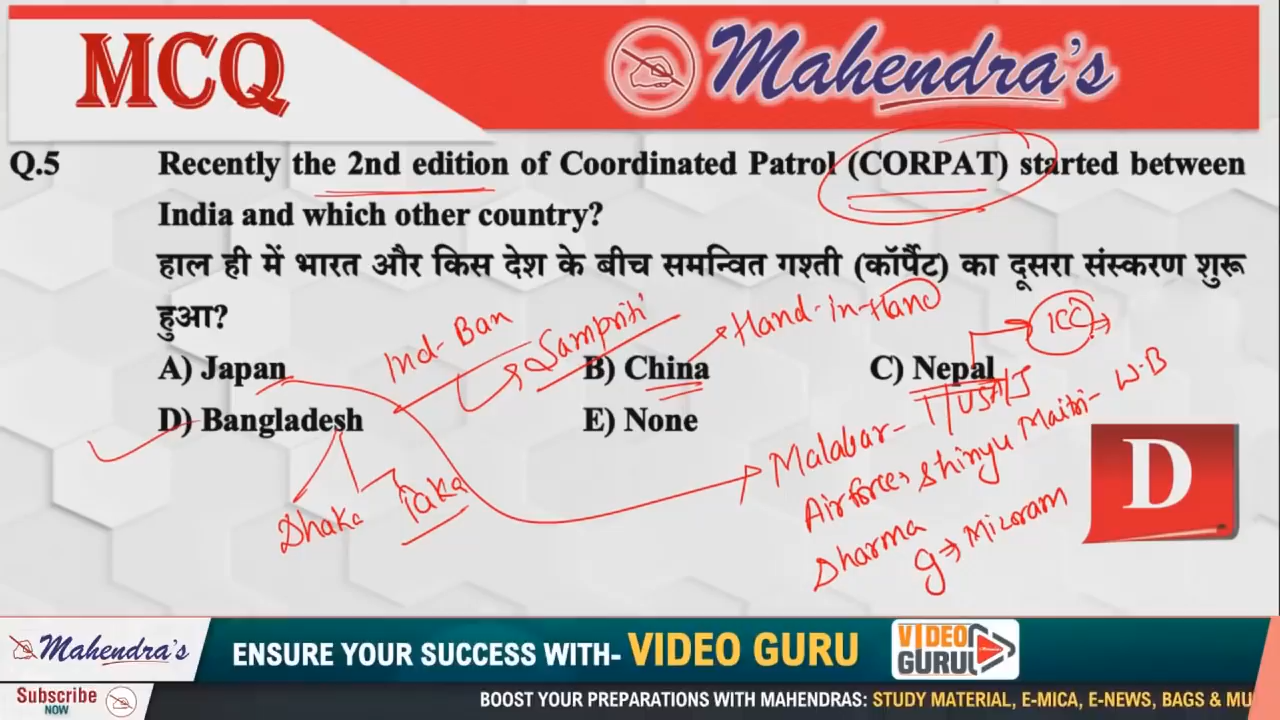 MCQ
Mahendra's
Q.5 Recently the 2nd edition of Coordinated Patrol (CORPAT) started between
India and which other country?
हाल ही में भारत और किस देश के बीच समन्वित गश्ती (कॉर्पैट) का दूसरा संस्करण शुरू
हुआ?
Ind-Ban
Sampriti
Hand-in-Hand
ICC
A) Japan B) China C) Nepal
I/USA/J
D) Bangladesh E) None
Malabar-
Airforce, Shinyu Maitri- W.B
Dharma
g→ Mizoram
Dhaka Taka
D
Mahendra's
ENSURE YOUR SUCCESS WITH- VIDEO GURU
VIDEO
GURU
Subscribe
NOW
BOOST YOUR PREPARATIONS WITH MAHENDRAS: STUDY MATERIAL, E-MICA, E-NEWS, BAGS & MU